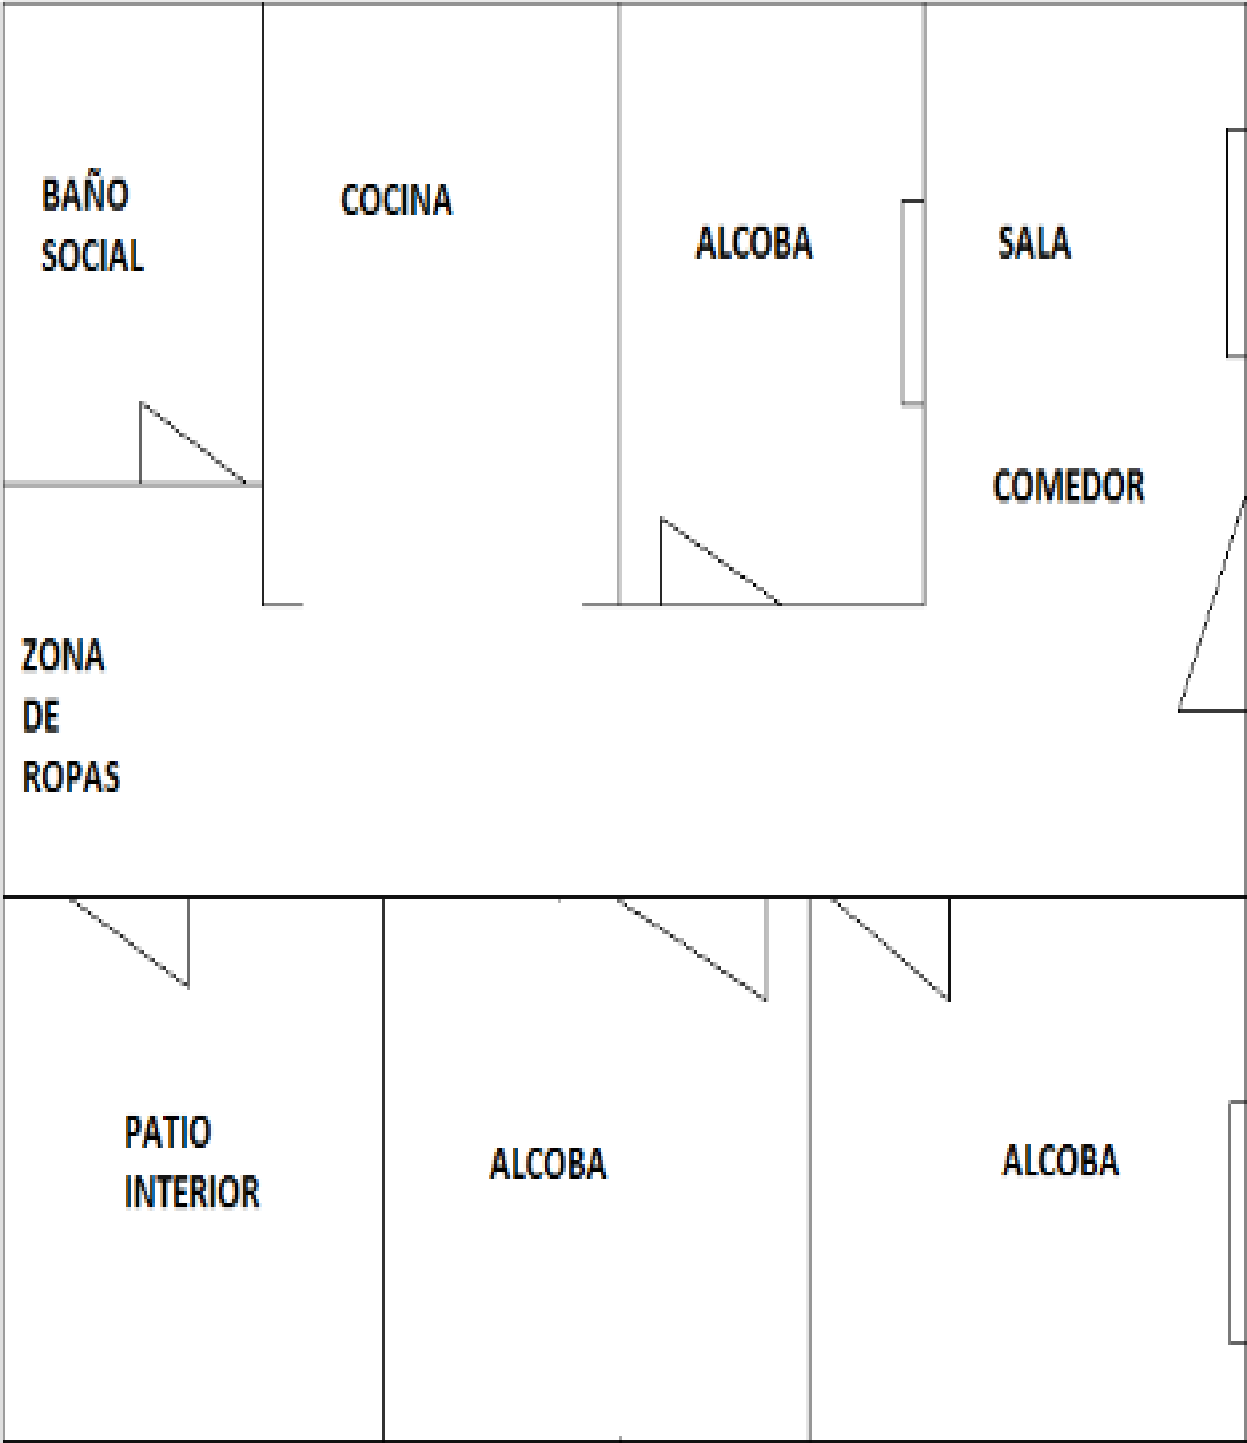 BAÑO
SOCIAL
COCINA
ALCOBA
SALA
COMEDOR
ZONA
DE
ROPAS
PATIO
INTERIOR
ALCOBA
ALCOBA